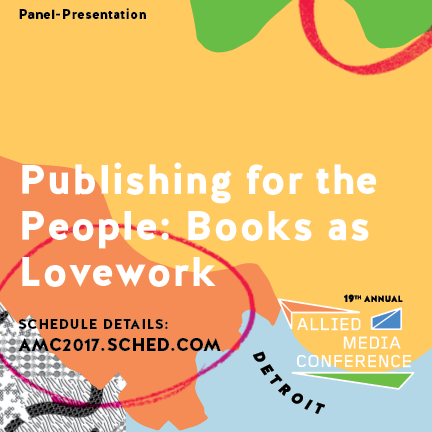 Panel-Presentation
Publishing for the
People: Books as
Lovework
SCHEDULE DETAILS:
AMC2017.SCHED.COM
19TH ANNUAL
ALLIED
MEDIA
CONFERENCE
DETROIT